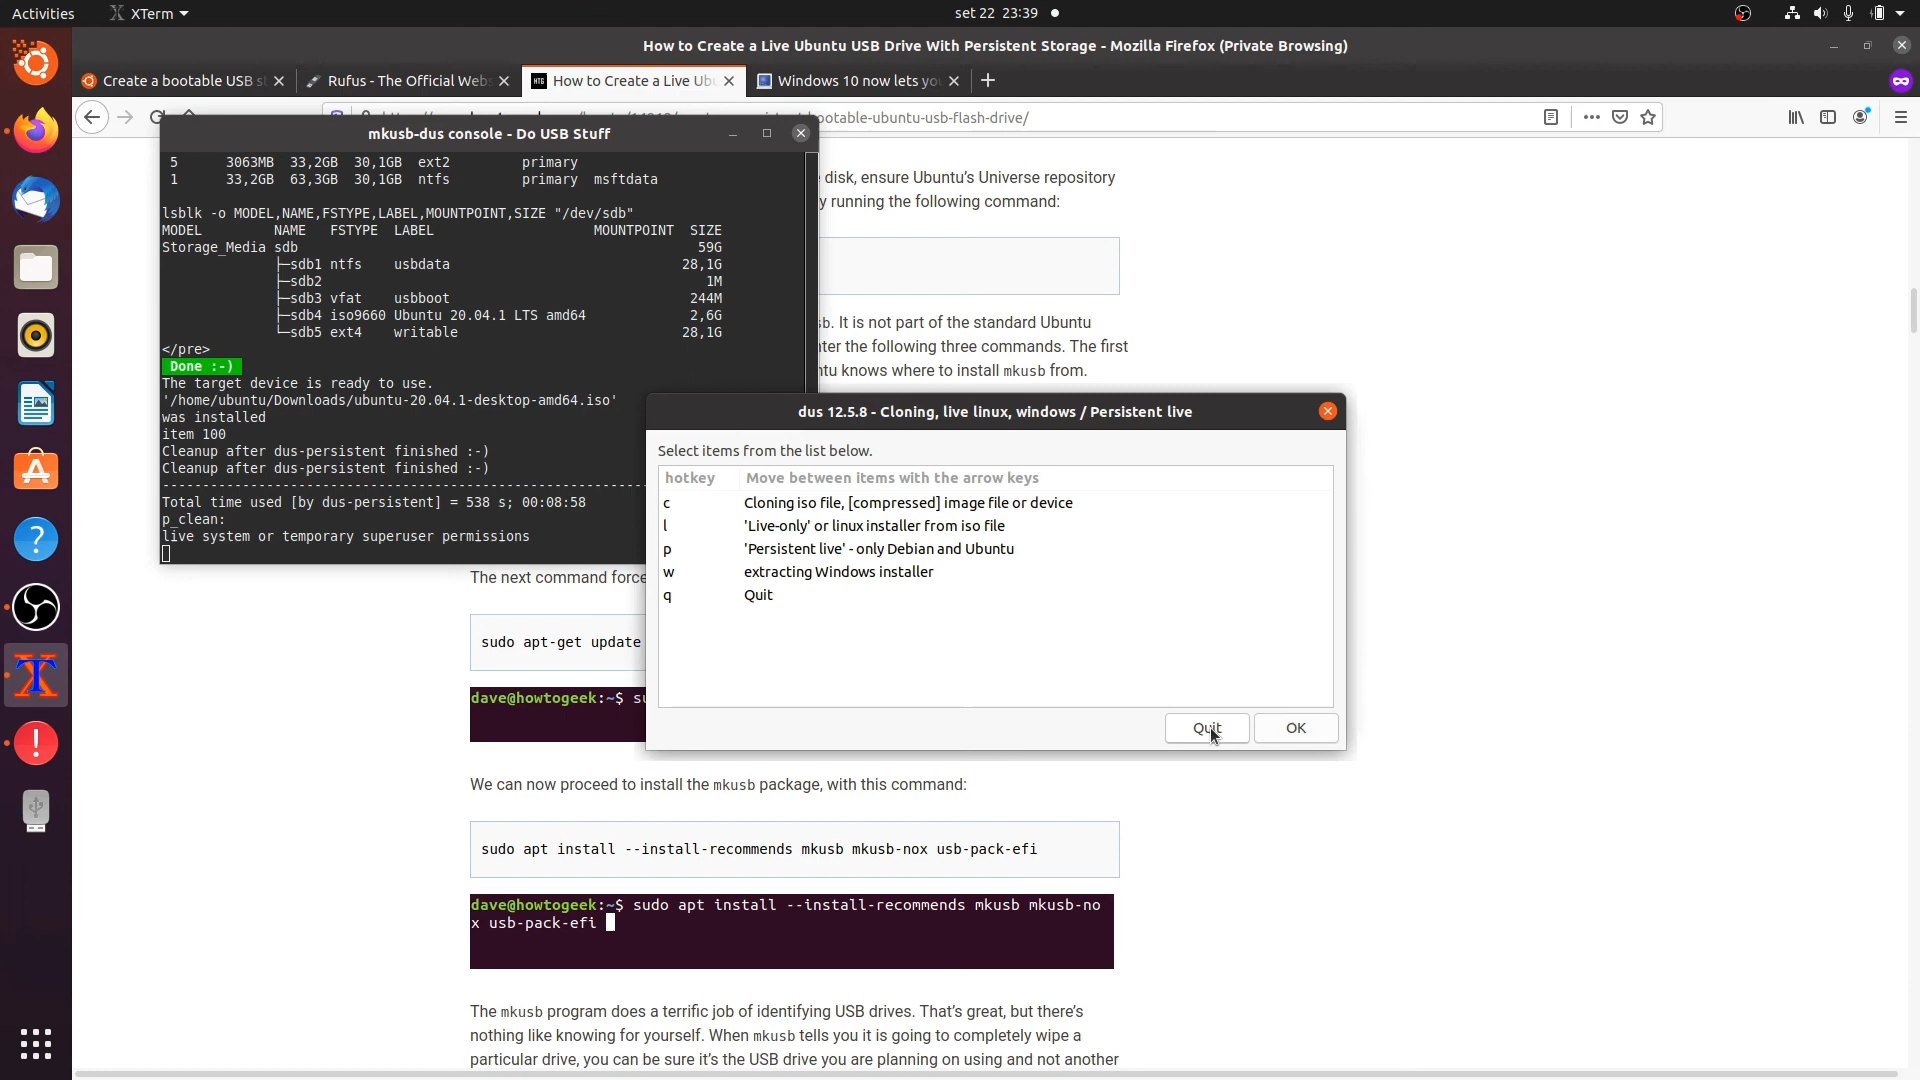 Activities
XTerm
set 22 23:39
How to Create a Live Ubuntu USB Drive With Persistent Storage - Mozilla Firefox (Private Browsing)
Create a bootable USB s
Rufus - The Official Webs
HTG
How to Create a Live Ubu
Windows 10 now lets yo
ootable-ubuntu-usb-flash-drive/
mkusb-dus console - Do USB Stuff
5 3063MB 33,2GB 30,1GB ext2 primary
1 33,2GB 63,3GB 30,1GB ntfs primary msftdata
lsblk -o MODEL,NAME,FSTYPE,LABEL,MOUNTPOINT,SIZE "/dev/sdb"
MODEL NAME FSTYPE LABEL MOUNTPOINT SIZE
Storage_Media sdb 59G
├─sdb1 ntfs usbdata 28,1G
├─sdb2 1M
├─sdb3 vfat usbboot 244M
├─sdb4 iso9660 Ubuntu 20.04.1 LTS amd64 2,6G
└─sdb5 ext4 writable 28,1G
</pre>
Done :-)
The target device is ready to use.
'/home/ubuntu/Downloads/ubuntu-20.04.1-desktop-amd64.iso'
was installed
item 100
Cleanup after dus-persistent finished :-)
Cleanup after dus-persistent finished :-)
------------------------------------------------------------
Total time used [by dus-persistent] = 538 s; 00:08:58
p_clean:
live system or temporary superuser permissions
disk, ensure Ubuntu's Universe repository
y running the following command:
sb. It is not part of the standard Ubuntu
nter the following three commands. The first
ntu knows where to install mkusb from.
dus 12.5.8 - Cloning, live linux, windows / Persistent live
Select items from the list below.
hotkey Move between items with the arrow keys
c Cloning iso file, [compressed] image file or device
l 'Live-only' or linux installer from iso file
p 'Persistent live' - only Debian and Ubuntu
w extracting Windows installer
q Quit
Quit
OK
The next command force
sudo apt-get update
dave@howtogeek:~$ su
We can now proceed to install the mkusb package, with this command:
sudo apt install --install-recommends mkusb mkusb-nox usb-pack-efi
dave@howtogeek:~$ sudo apt install --install-recommends mkusb mkusb-no
x usb-pack-efi
The mkusb program does a terrific job of identifying USB drives. That's great, but there's
nothing like knowing for yourself. When mkusb tells you it is going to completely wipe a
particular drive, you can be sure it's the USB drive you are planning on using and not another